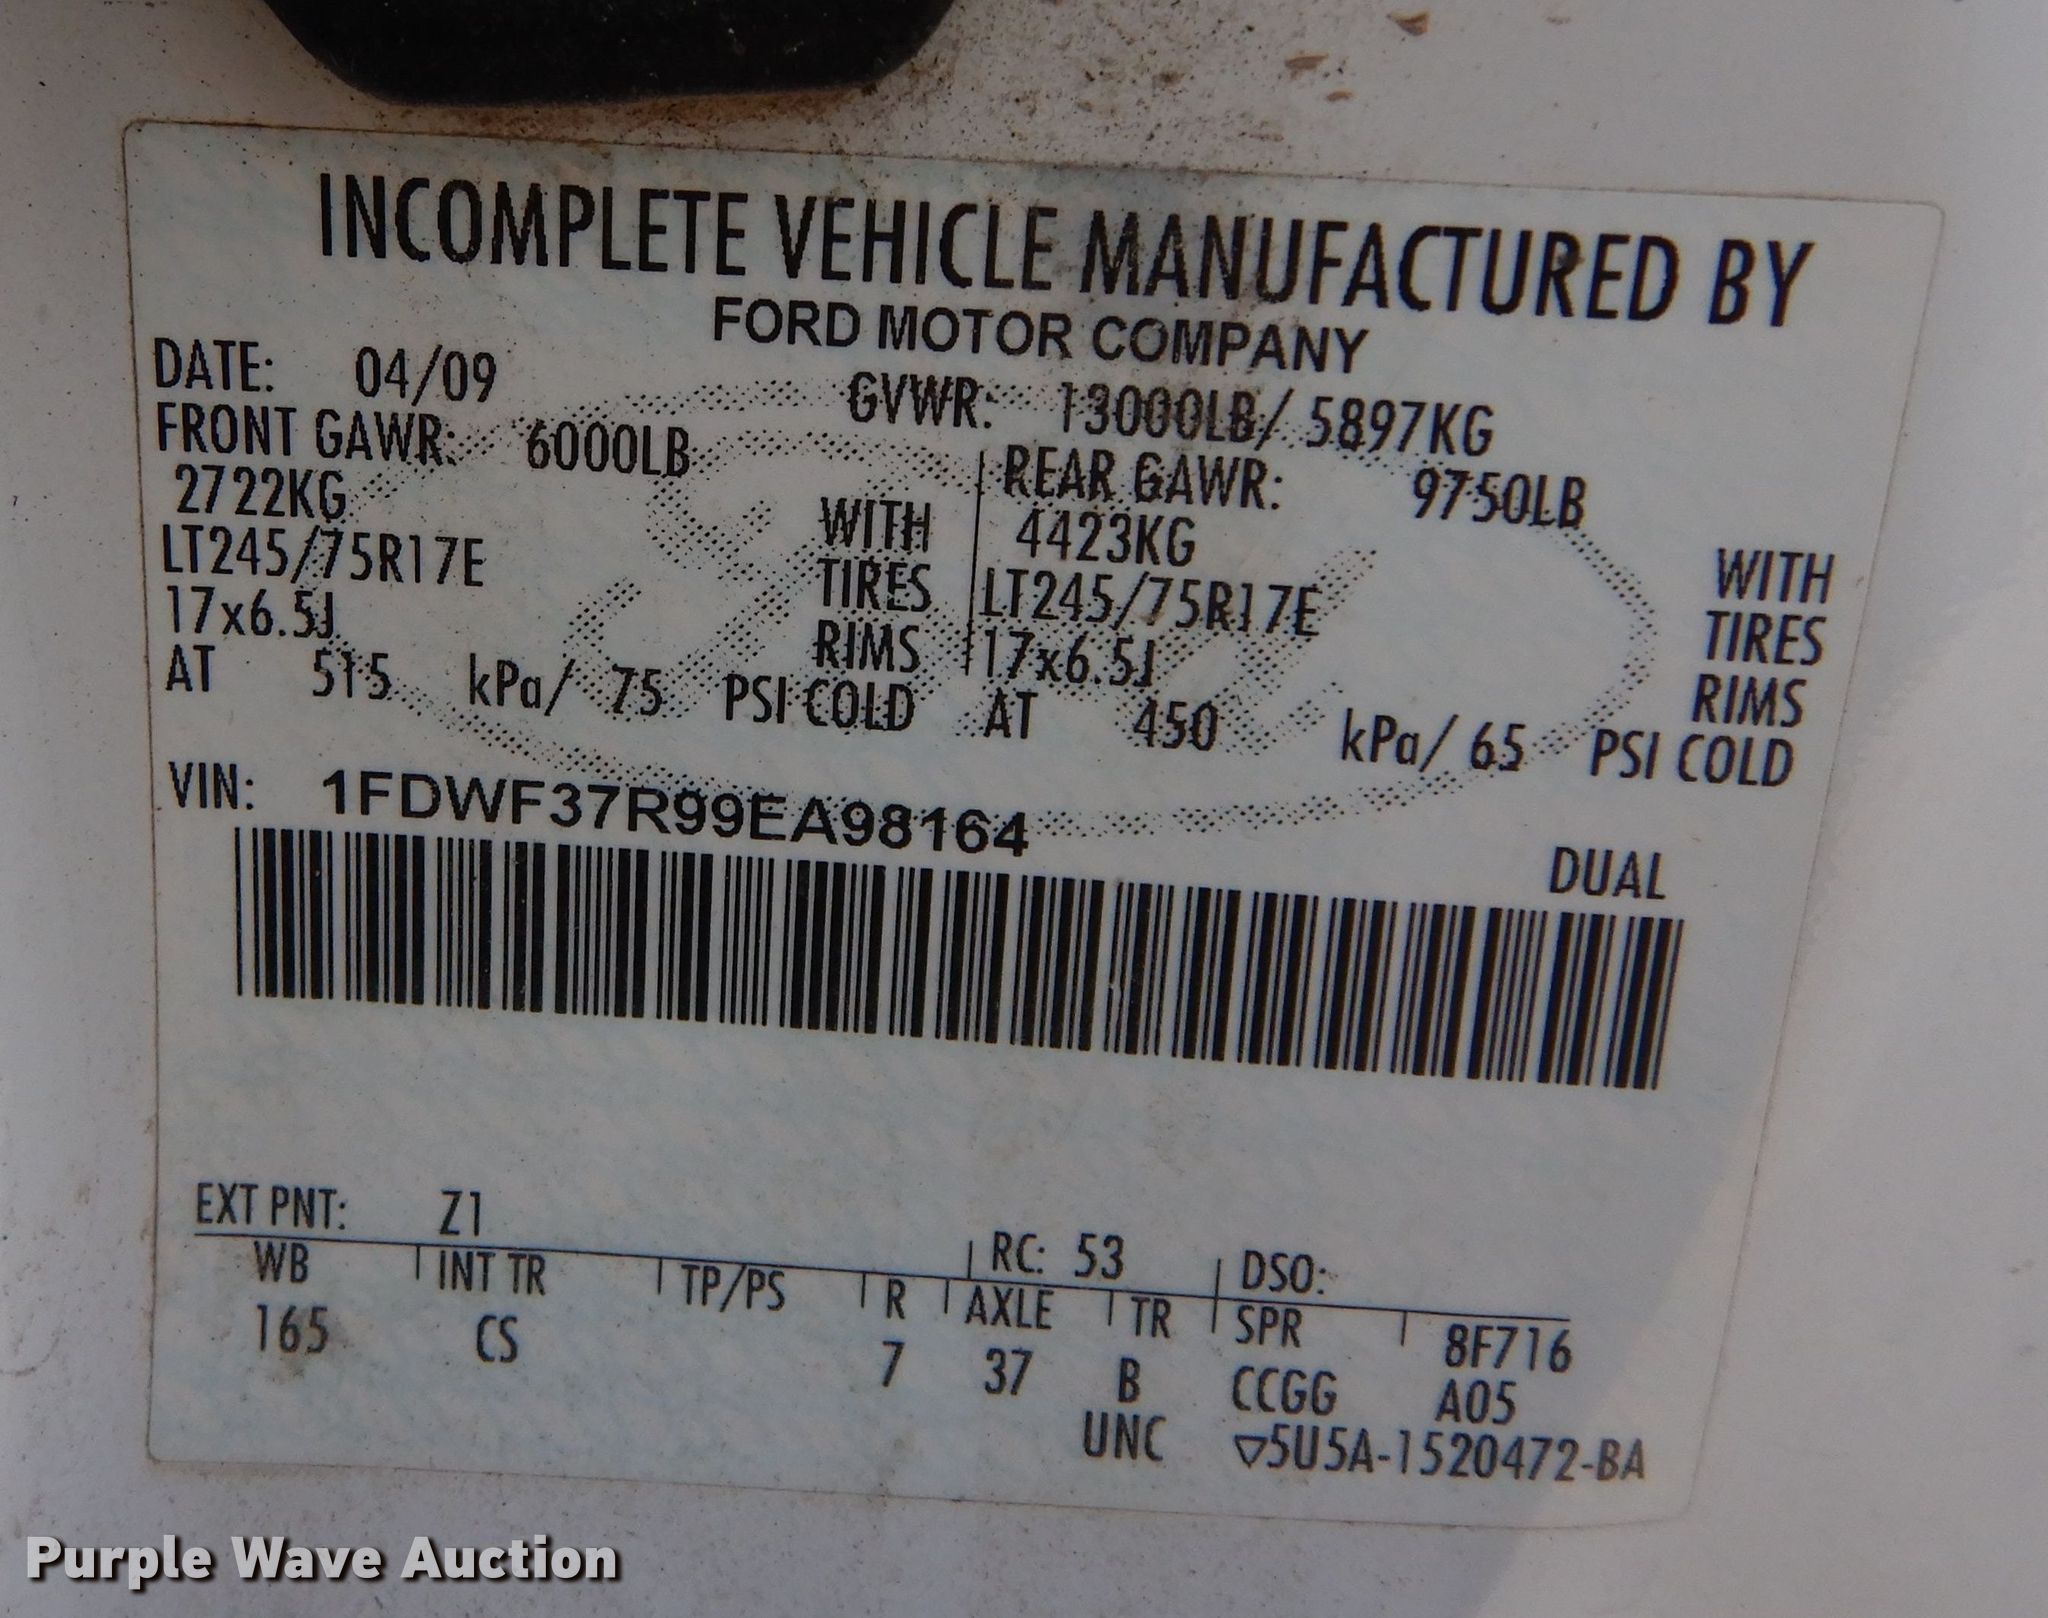 INCOMPLETE VEHICLE MANUFACTURED BY
FORD MOTOR COMPANY
DATE: 04/09 GVWR: 13000LB/ 5897KG
FRONT GAWR: 6000LB REAR GAWR: 9750LB
2722KG WITH 4423KG WITH
LT245/75R17E TIRES LT245/75R17E TIRES
17x6.5J RIMS 17x6.5J RIMS
AT 515 kPa/ 75 PSI COLD AT 450 kPa/ 65 PSI COLD
VIN: 1FDWF37R99EA98164
DUAL
EXT PNT: Z1 RC: 53 DSO:
WB INT TR TP/PS R AXLE TR SPR 8F716
165 CS 7 37 B CCGG A05
UNC ▽5U5A-1520472-BA
Purple Wave Auction